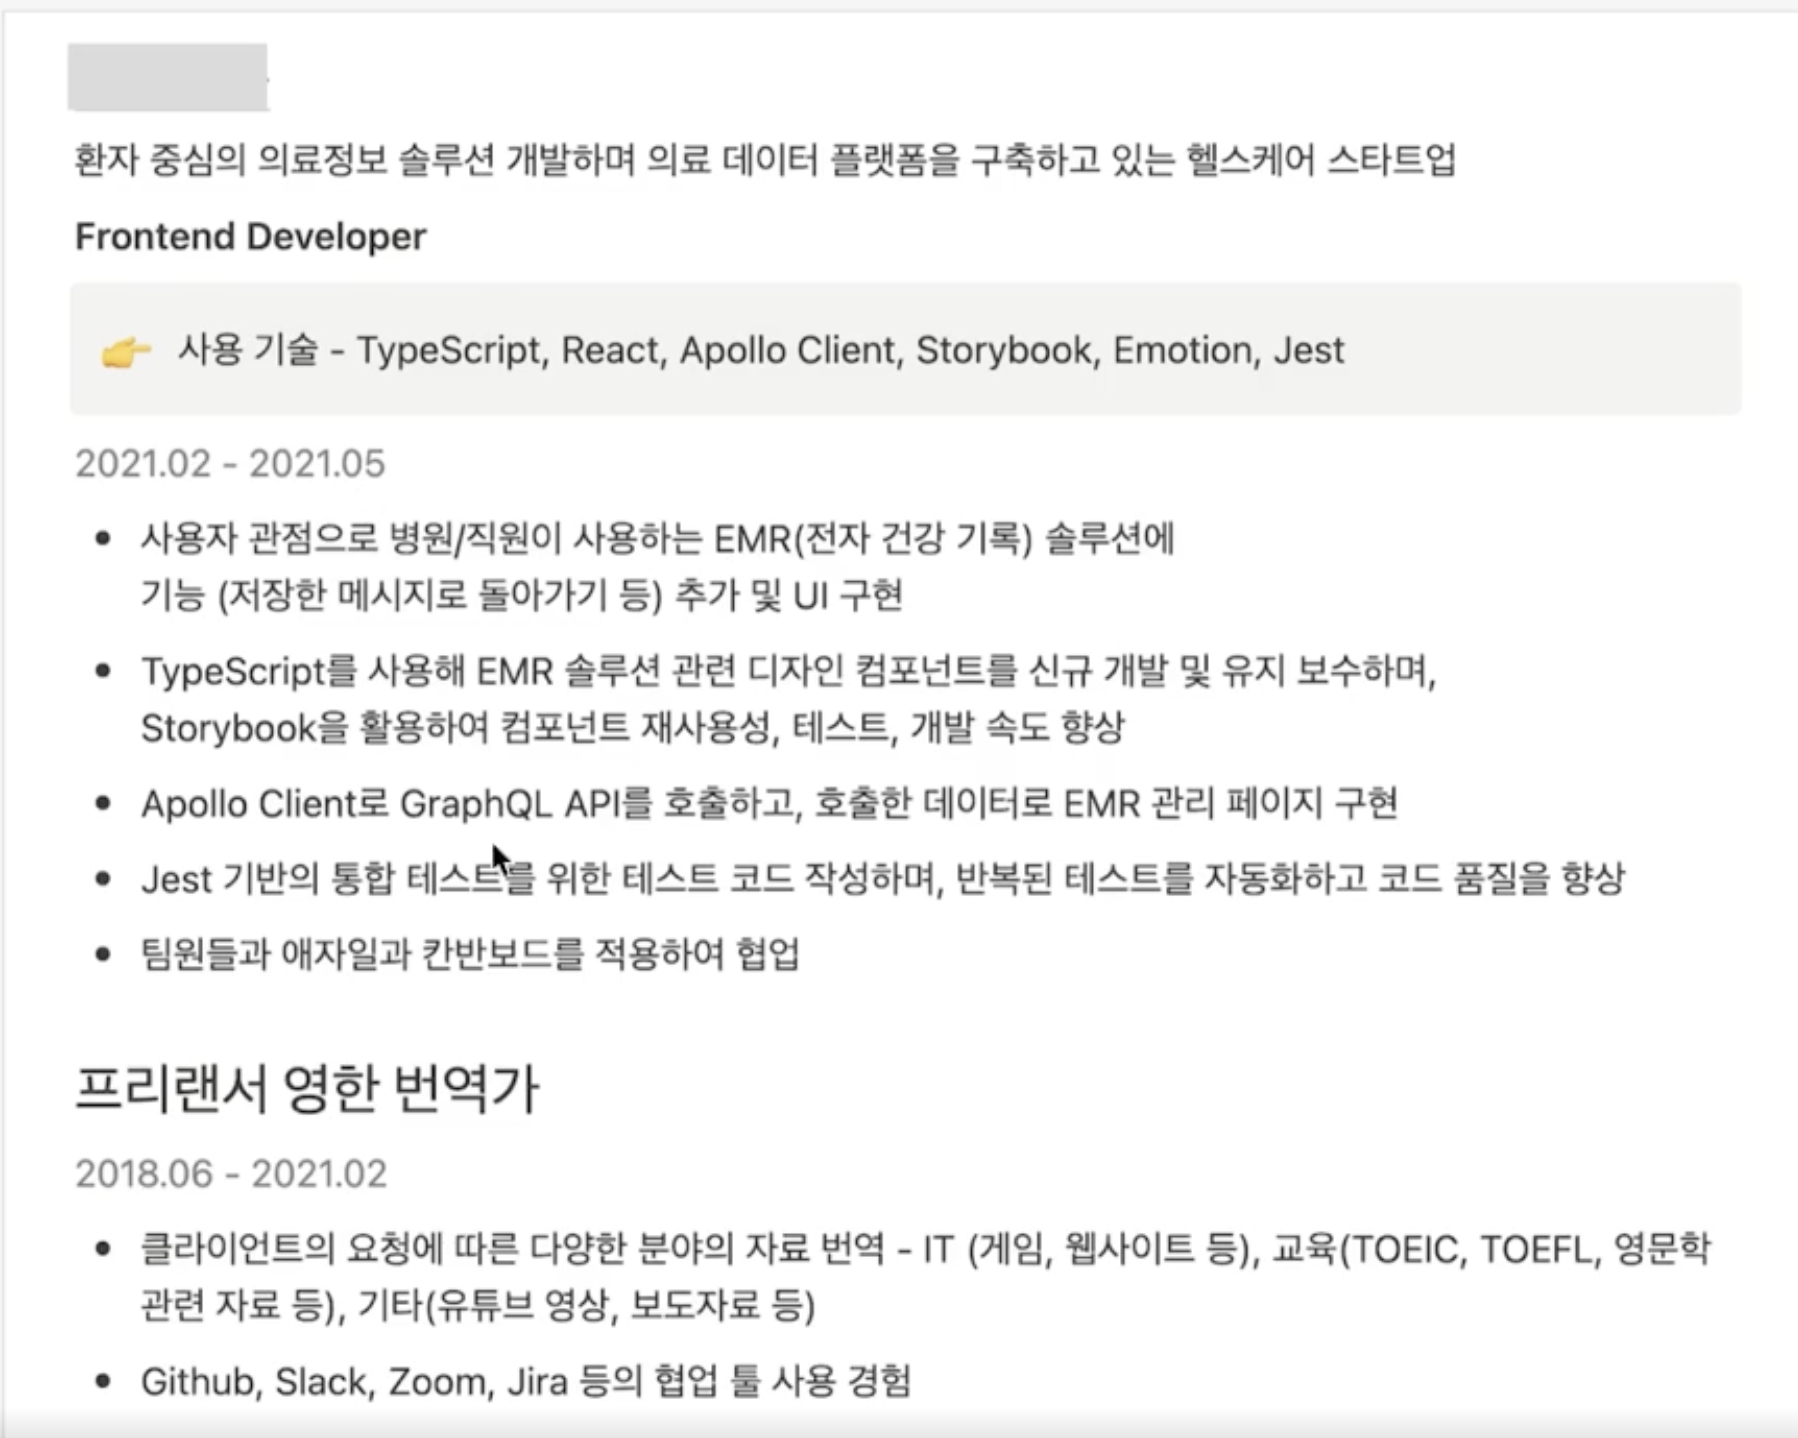 환자 중심의 의료정보 솔루션 개발하며 의료 데이터 플랫폼을 구축하고 있는 헬스케어 스타트업
Frontend Developer
👉 사용 기술 - TypeScript, React, Apollo Client, Storybook, Emotion, Jest
2021.02 - 2021.05
• 사용자 관점으로 병원/직원이 사용하는 EMR(전자 건강 기록) 솔루션에
기능 (저장한 메시지로 돌아가기 등) 추가 및 UI 구현
• TypeScript를 사용해 EMR 솔루션 관련 디자인 컴포넌트를 신규 개발 및 유지 보수하며,
Storybook을 활용하여 컴포넌트 재사용성, 테스트, 개발 속도 향상
• Apollo Client로 GraphQL API를 호출하고, 호출한 데이터로 EMR 관리 페이지 구현
• Jest 기반의 통합 테스트를 위한 테스트 코드 작성하며, 반복된 테스트를 자동화하고 코드 품질을 향상
• 팀원들과 애자일과 칸반보드를 적용하여 협업
프리랜서 영한 번역가
2018.06 - 2021.02
• 클라이언트의 요청에 따른 다양한 분야의 자료 번역 - IT (게임, 웹사이트 등), 교육(TOEIC, TOEFL, 영문학
관련 자료 등), 기타(유튜브 영상, 보도자료 등)
• Github, Slack, Zoom, Jira 등의 협업 툴 사용 경험